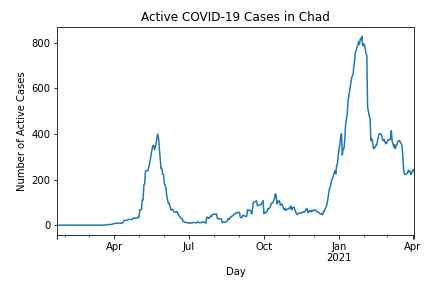 Active COVID-19 Cases in Chad
Number of Active Cases
800
600
400
200
0
Apr
Jul
Oct
Jan
2021
Apr
Day